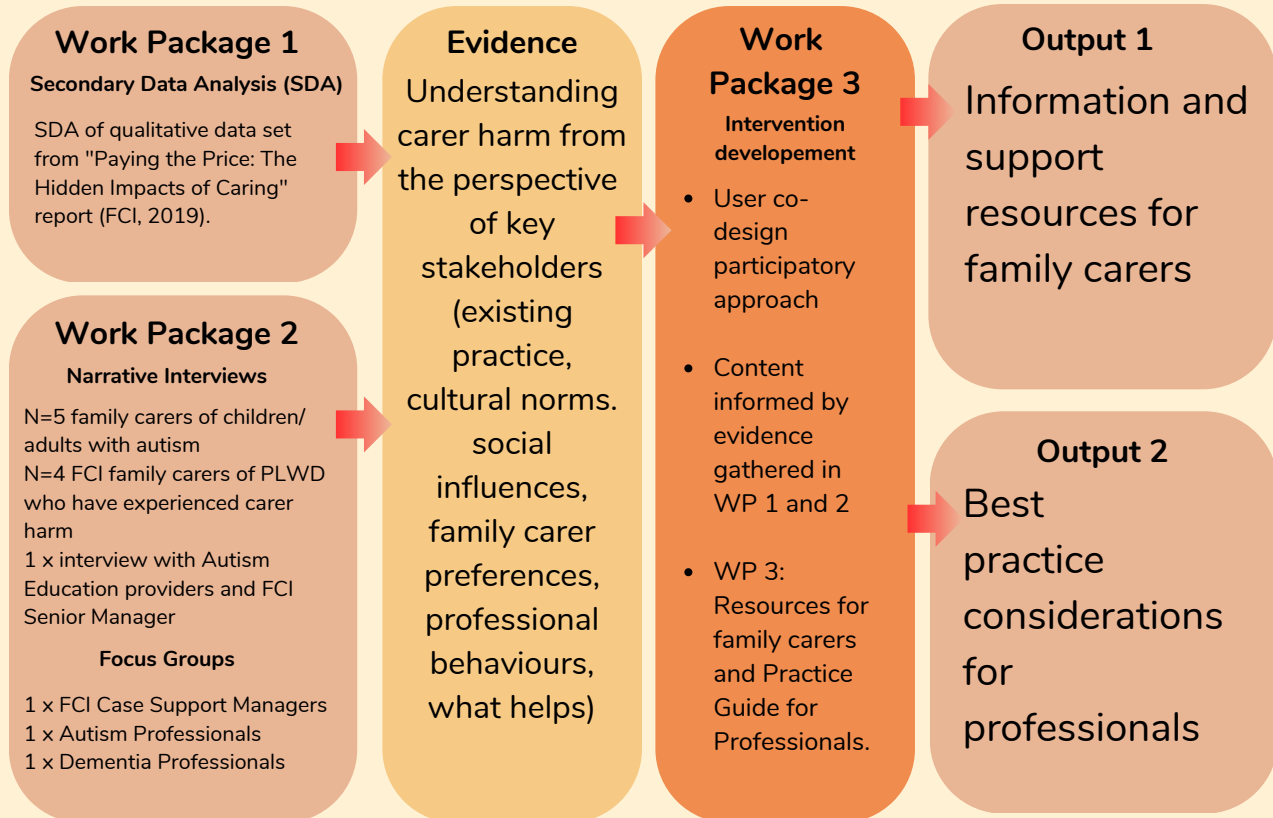 Work Package 1
Secondary Data Analysis (SDA)
SDA of qualitative data set
from "Paying the Price: The
Hidden Impacts of Caring"
report (FCI, 2019).
Work Package 2
Narrative Interviews
N=5 family carers of children/
adults with autism
N=4 FCI family carers of PLWD
who have experienced carer
harm
1 x interview with Autism
Education providers and FCI
Senior Manager
Focus Groups
1 x FCI Case Support Managers
1 x Autism Professionals
1 x Dementia Professionals
Evidence
Understanding
carer harm from
the perspective
of key
stakeholders
(existing
practice,
cultural norms.
social
influences,
family carer
preferences,
professional
behaviours,
what helps)
Work
Package 3
Intervention
developement
• User co-
design
participatory
approach
• Content
informed by
evidence
gathered in
WP 1 and 2
• WP 3:
Resources for
family carers
and Practice
Guide for
Professionals.
Output 1
Information and
support
resources for
family carers
Output 2
Best
practice
considerations
for
professionals